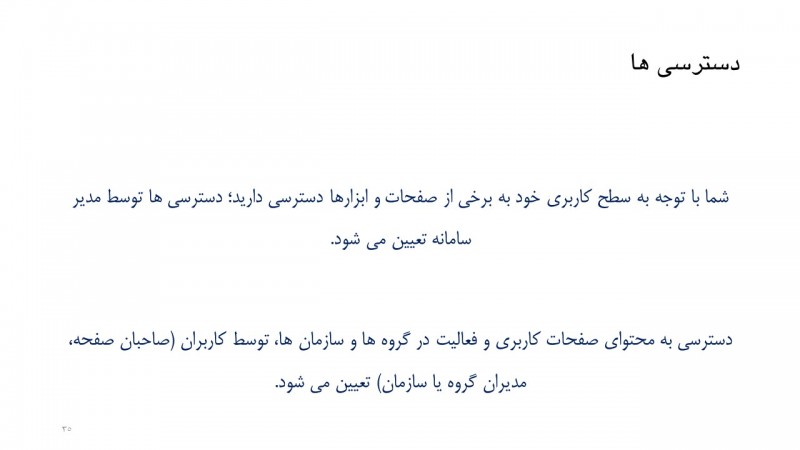 دسترسی ها
شما با توجه به سطح کاربری خود به برخی از صفحات و ابزارها دسترسی دارید؛ دسترسی ها توسط مدیر
سامانه تعیین می شود.
دسترسی به محتوای صفحات کاربری و فعالیت در گروه ها و سازمان ها، توسط کاربران (صاحبان صفحه،
مدیران گروه یا سازمان) تعیین می شود.
۳۵